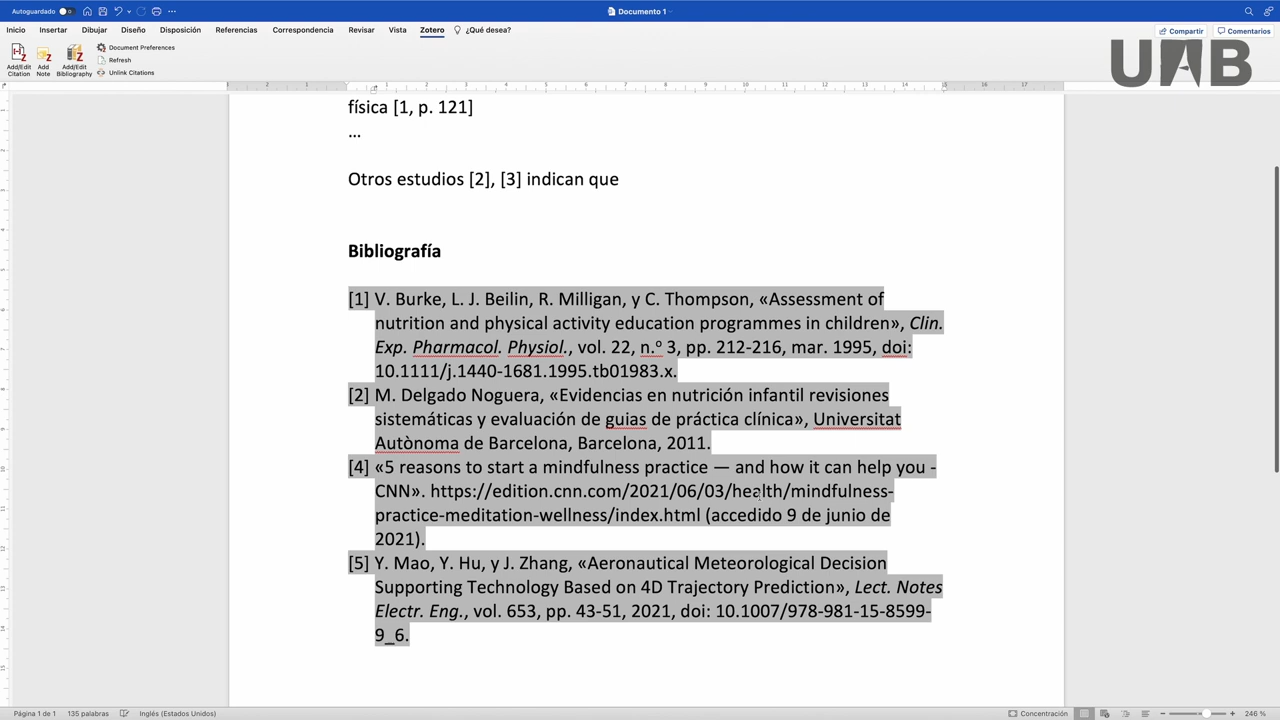 Autoguardado
Documento 1
Inicio Insertar Dibujar Diseño Disposición Referencias Correspondencia Revisar Vista Zotero ¿Qué desea? Compartir Comentarios
Add/Edit Citation
Add Note
Add/Edit Bibliography
Document Preferences
Refresh
Unlink Citations
UAB
física [1, p. 121]
...
Otros estudios [2], [3] indican que
Bibliografía
[1] V. Burke, L. J. Beilin, R. Milligan, y C. Thompson, «Assessment of
nutrition and physical activity education programmes in children», Clin.
Exp. Pharmacol. Physiol., vol. 22, n.º 3, pp. 212-216, mar. 1995, doi:
10.1111/j.1440-1681.1995.tb01983.x.
[2] M. Delgado Noguera, «Evidencias en nutrición infantil revisiones
sistemáticas y evaluación de guias de práctica clínica», Universitat
Autònoma de Barcelona, Barcelona, 2011.
[4] «5 reasons to start a mindfulness practice — and how it can help you -
CNN». https://edition.cnn.com/2021/06/03/health/mindfulness-
practice-meditation-wellness/index.html (accedido 9 de junio de
2021).
[5] Y. Mao, Y. Hu, y J. Zhang, «Aeronautical Meteorological Decision
Supporting Technology Based on 4D Trajectory Prediction», Lect. Notes
Electr. Eng., vol. 653, pp. 43-51, 2021, doi: 10.1007/978-981-15-8599-
9_6.
Página 1 de 1 135 palabras Inglés (Estados Unidos) Concentración 246 %